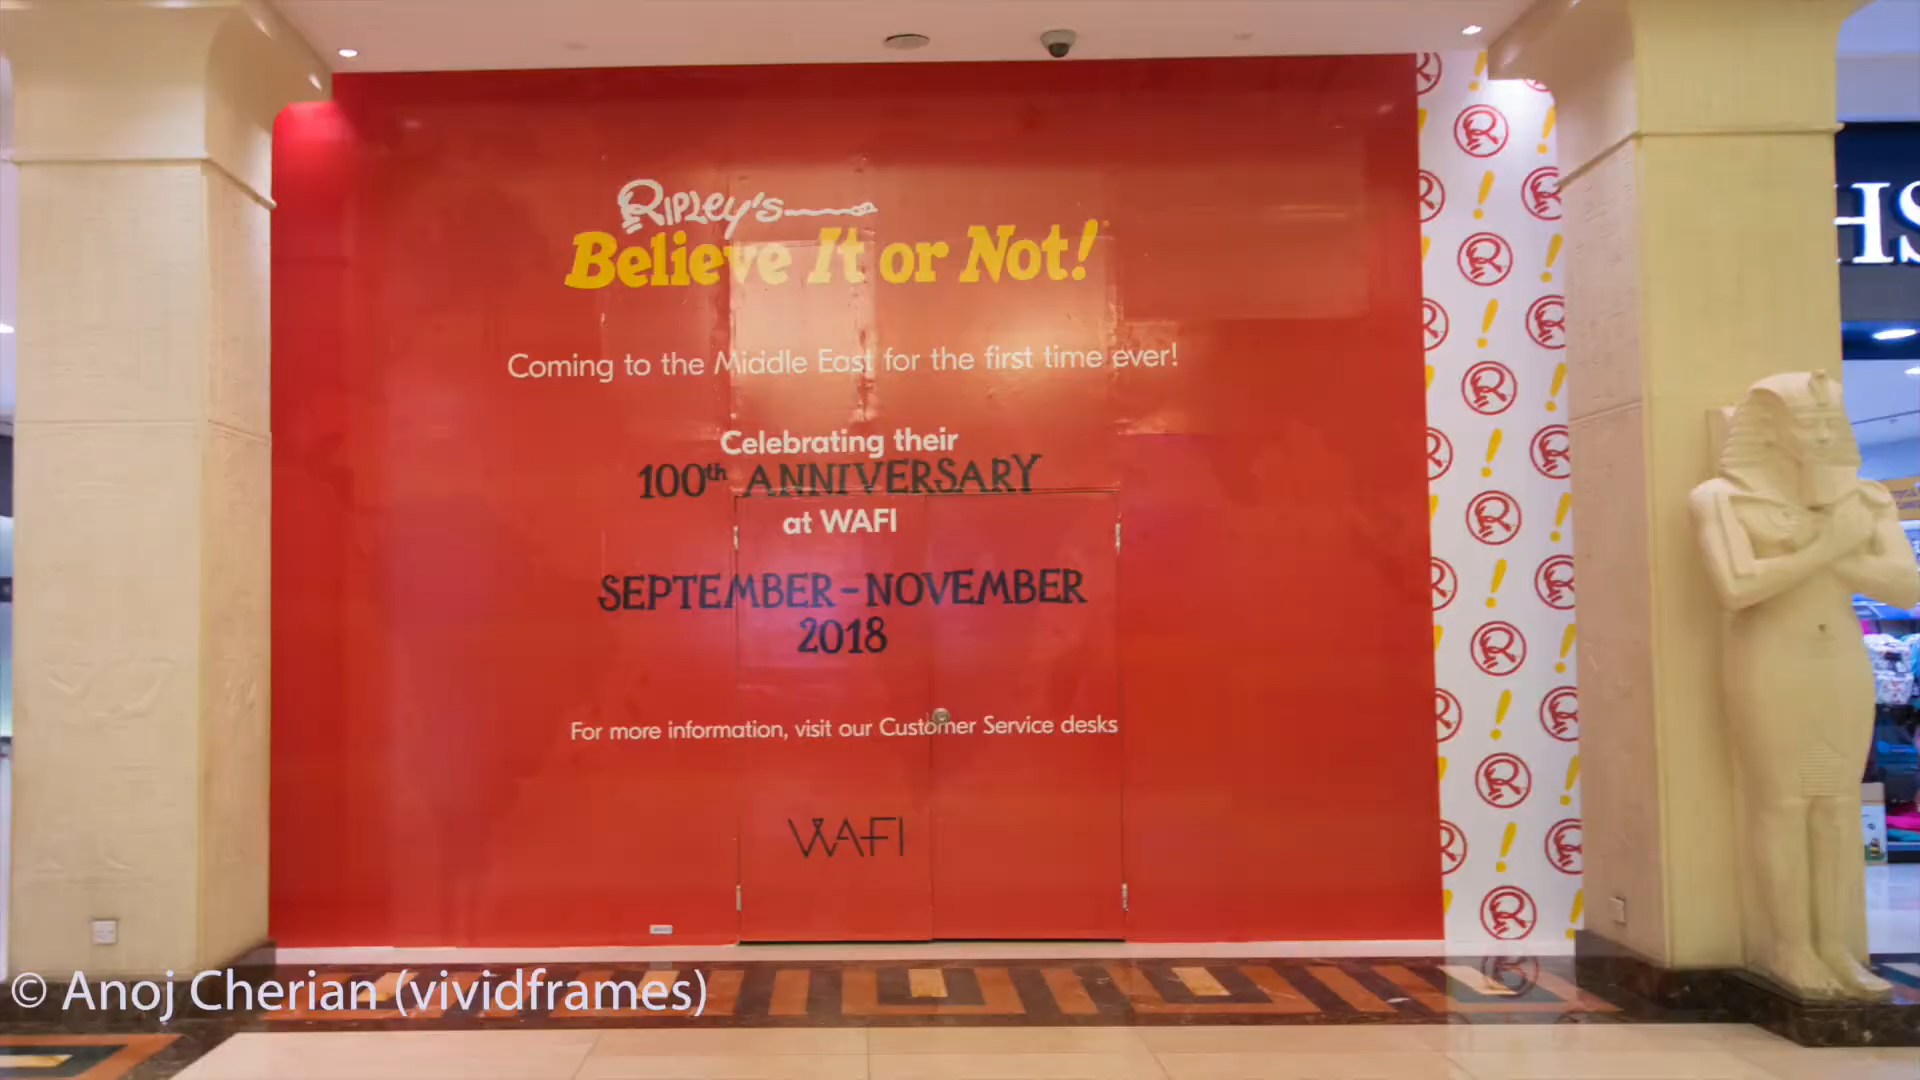 Ripley's
Believe It or Not!
Coming to the Middle East for the first time ever!
Celebrating their
100th ANNIVERSARY
at WAFI
SEPTEMBER - NOVEMBER
2018
For more information, visit our Customer Service desks
WAFI
HS
© Anoj Cherian (vividframes)